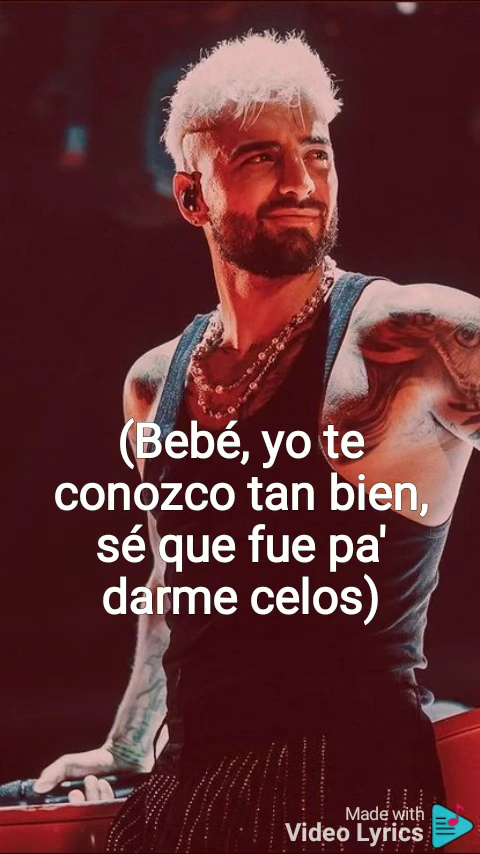 (Bebé, yo te
conozco tan bien,
sé que fue pa'
darme celos)
Made with
Video Lyrics